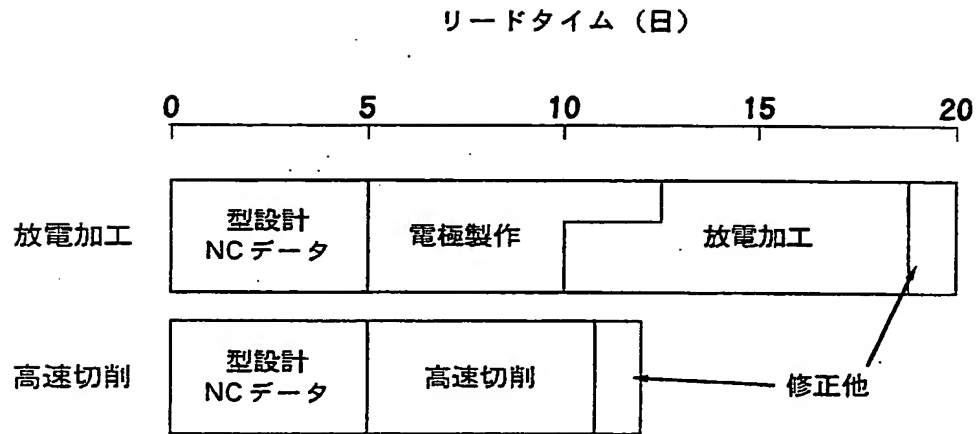 リードタイム (日)
0 5 10 15 20
放電加工
型設計
NCデータ
電極製作
放電加工
高速切削
型設計
NCデータ
高速切削
修正他